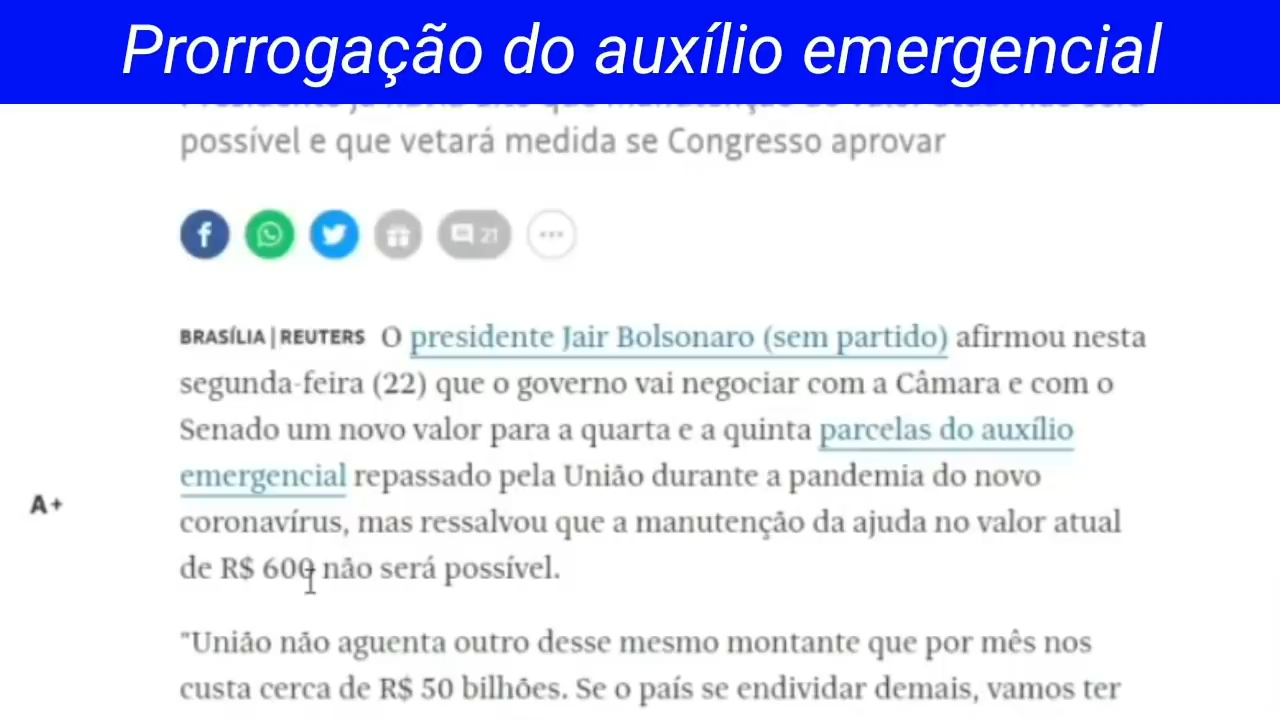 Prorrogação do auxílio emergencial
possível e que vetará medida se Congresso aprovar
21
BRASÍLIA | REUTERS O presidente Jair Bolsonaro (sem partido) afirmou nesta
segunda-feira (22) que o governo vai negociar com a Câmara e com o
Senado um novo valor para a quarta e a quinta parcelas do auxílio
emergencial repassado pela União durante a pandemia do novo
A+
coronavírus, mas ressalvou que a manutenção da ajuda no valor atual
de R$ 600 não será possível.
"União não aguenta outro desse mesmo montante que por mês nos
custa cerca de R$ 50 bilhões. Se o país se endividar demais, vamos ter